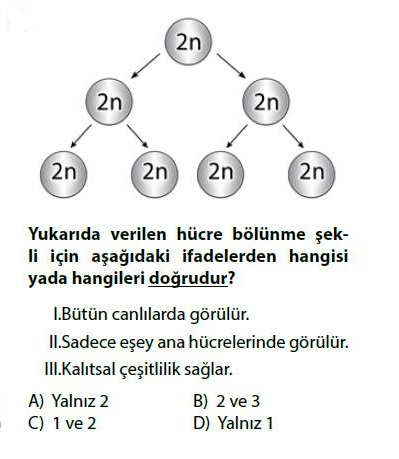 2n
2n 2n
2n 2n 2n 2n
Yukarıda verilen hücre bölünme şek-
li için aşağıdaki ifadelerden hangisi
yada hangileri doğrudur?
I.Bütün canlılarda görülür.
II.Sadece eşey ana hücrelerinde görülür.
III.Kalıtsal çeşitlilik sağlar.
A) Yalnız 2 B) 2 ve 3
C) 1 ve 2 D) Yalnız 1